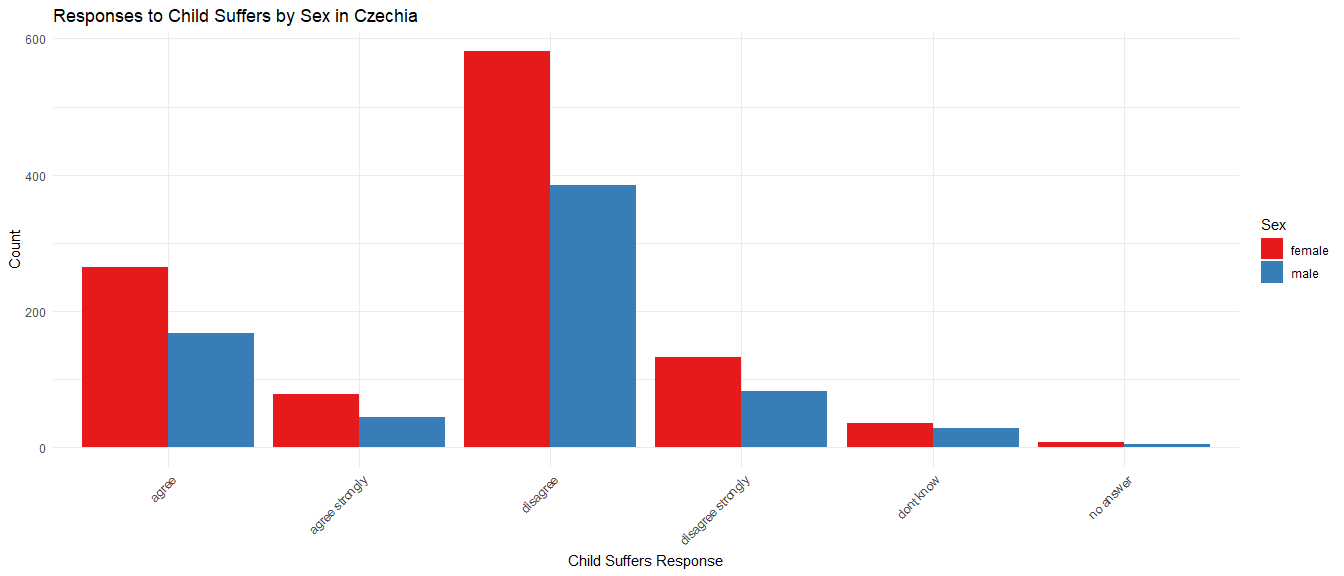 Responses to Child Suffers by Sex in Czechia
600
400
200
0
Count
agree
agree strongly
disagree
disagree strongly
dont know
no answer
Child Suffers Response
Sex
female
male